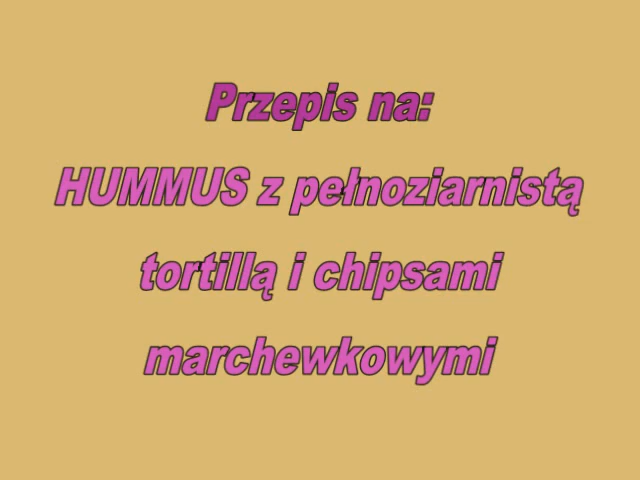 Przepis na:
HUMMUS z pełnoziarnistą
tortillą i chipsami
marchewkowymi